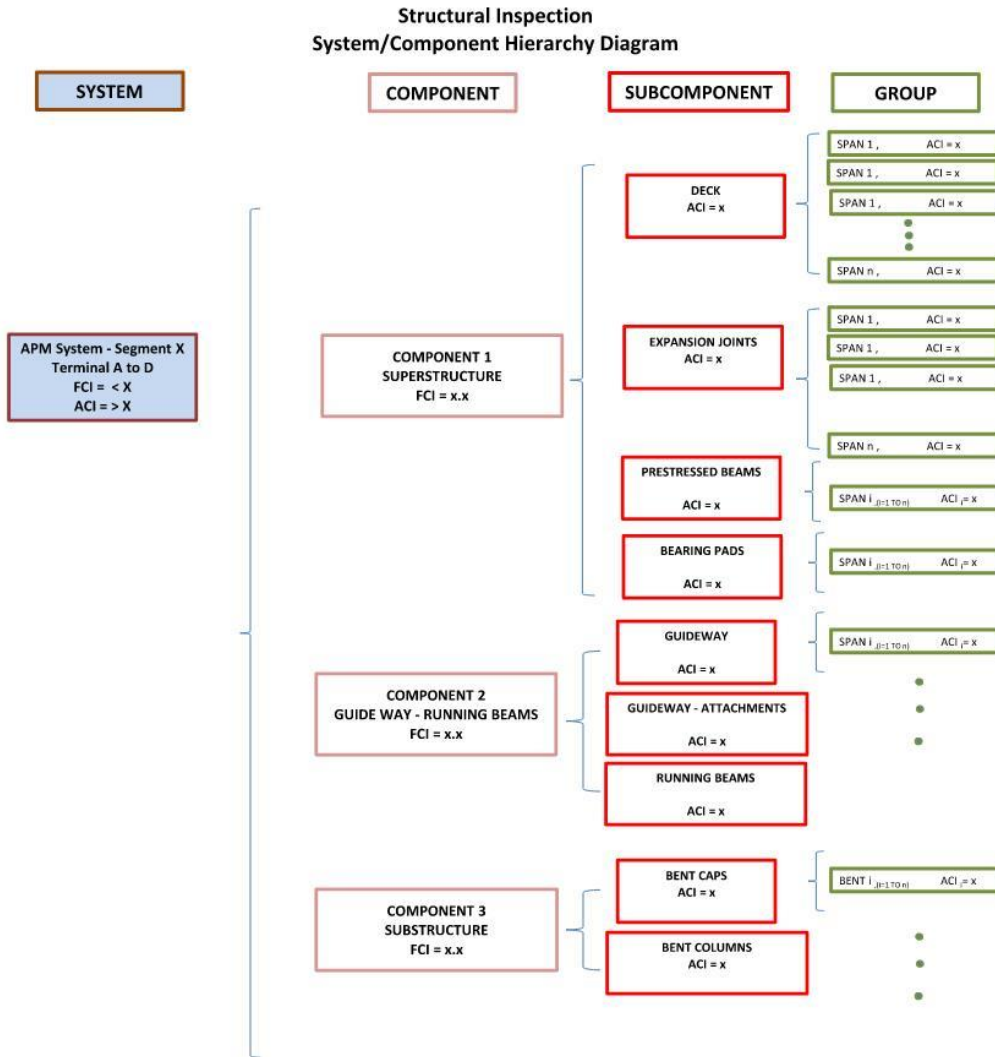 Structural Inspection
System/Component Hierarchy Diagram
SYSTEM
COMPONENT
SUBCOMPONENT
GROUP
APM System - Segment X
Terminal A to D
FCI = < X
ACI = > X
COMPONENT 1
SUPERSTRUCTURE
FCI = x.x
DECK
ACI = x
SPAN 1 , ACI = x
SPAN 1 , ACI = x
SPAN 1 , ACI = x
SPAN n , ACI = x
EXPANSION JOINTS
ACI = x
SPAN 1 , ACI = x
SPAN 1 , ACI = x
SPAN 1 , ACI = x
SPAN n , ACI = x
PRESTRESSED BEAMS
ACI = x
SPAN i ,(i=1 TO n) ACI i= x
BEARING PADS
ACI = x
SPAN i ,(i=1 TO n) ACI i= x
COMPONENT 2
GUIDE WAY - RUNNING BEAMS
FCI = x.x
GUIDEWAY
ACI = x
SPAN i ,(i=1 TO n) ACI i= x
GUIDEWAY - ATTACHMENTS
ACI = x
RUNNING BEAMS
ACI = x
COMPONENT 3
SUBSTRUCTURE
FCI = x.x
BENT CAPS
ACI = x
BENT i ,(i=1 TO n) ACI i= x
BENT COLUMNS
ACI = x